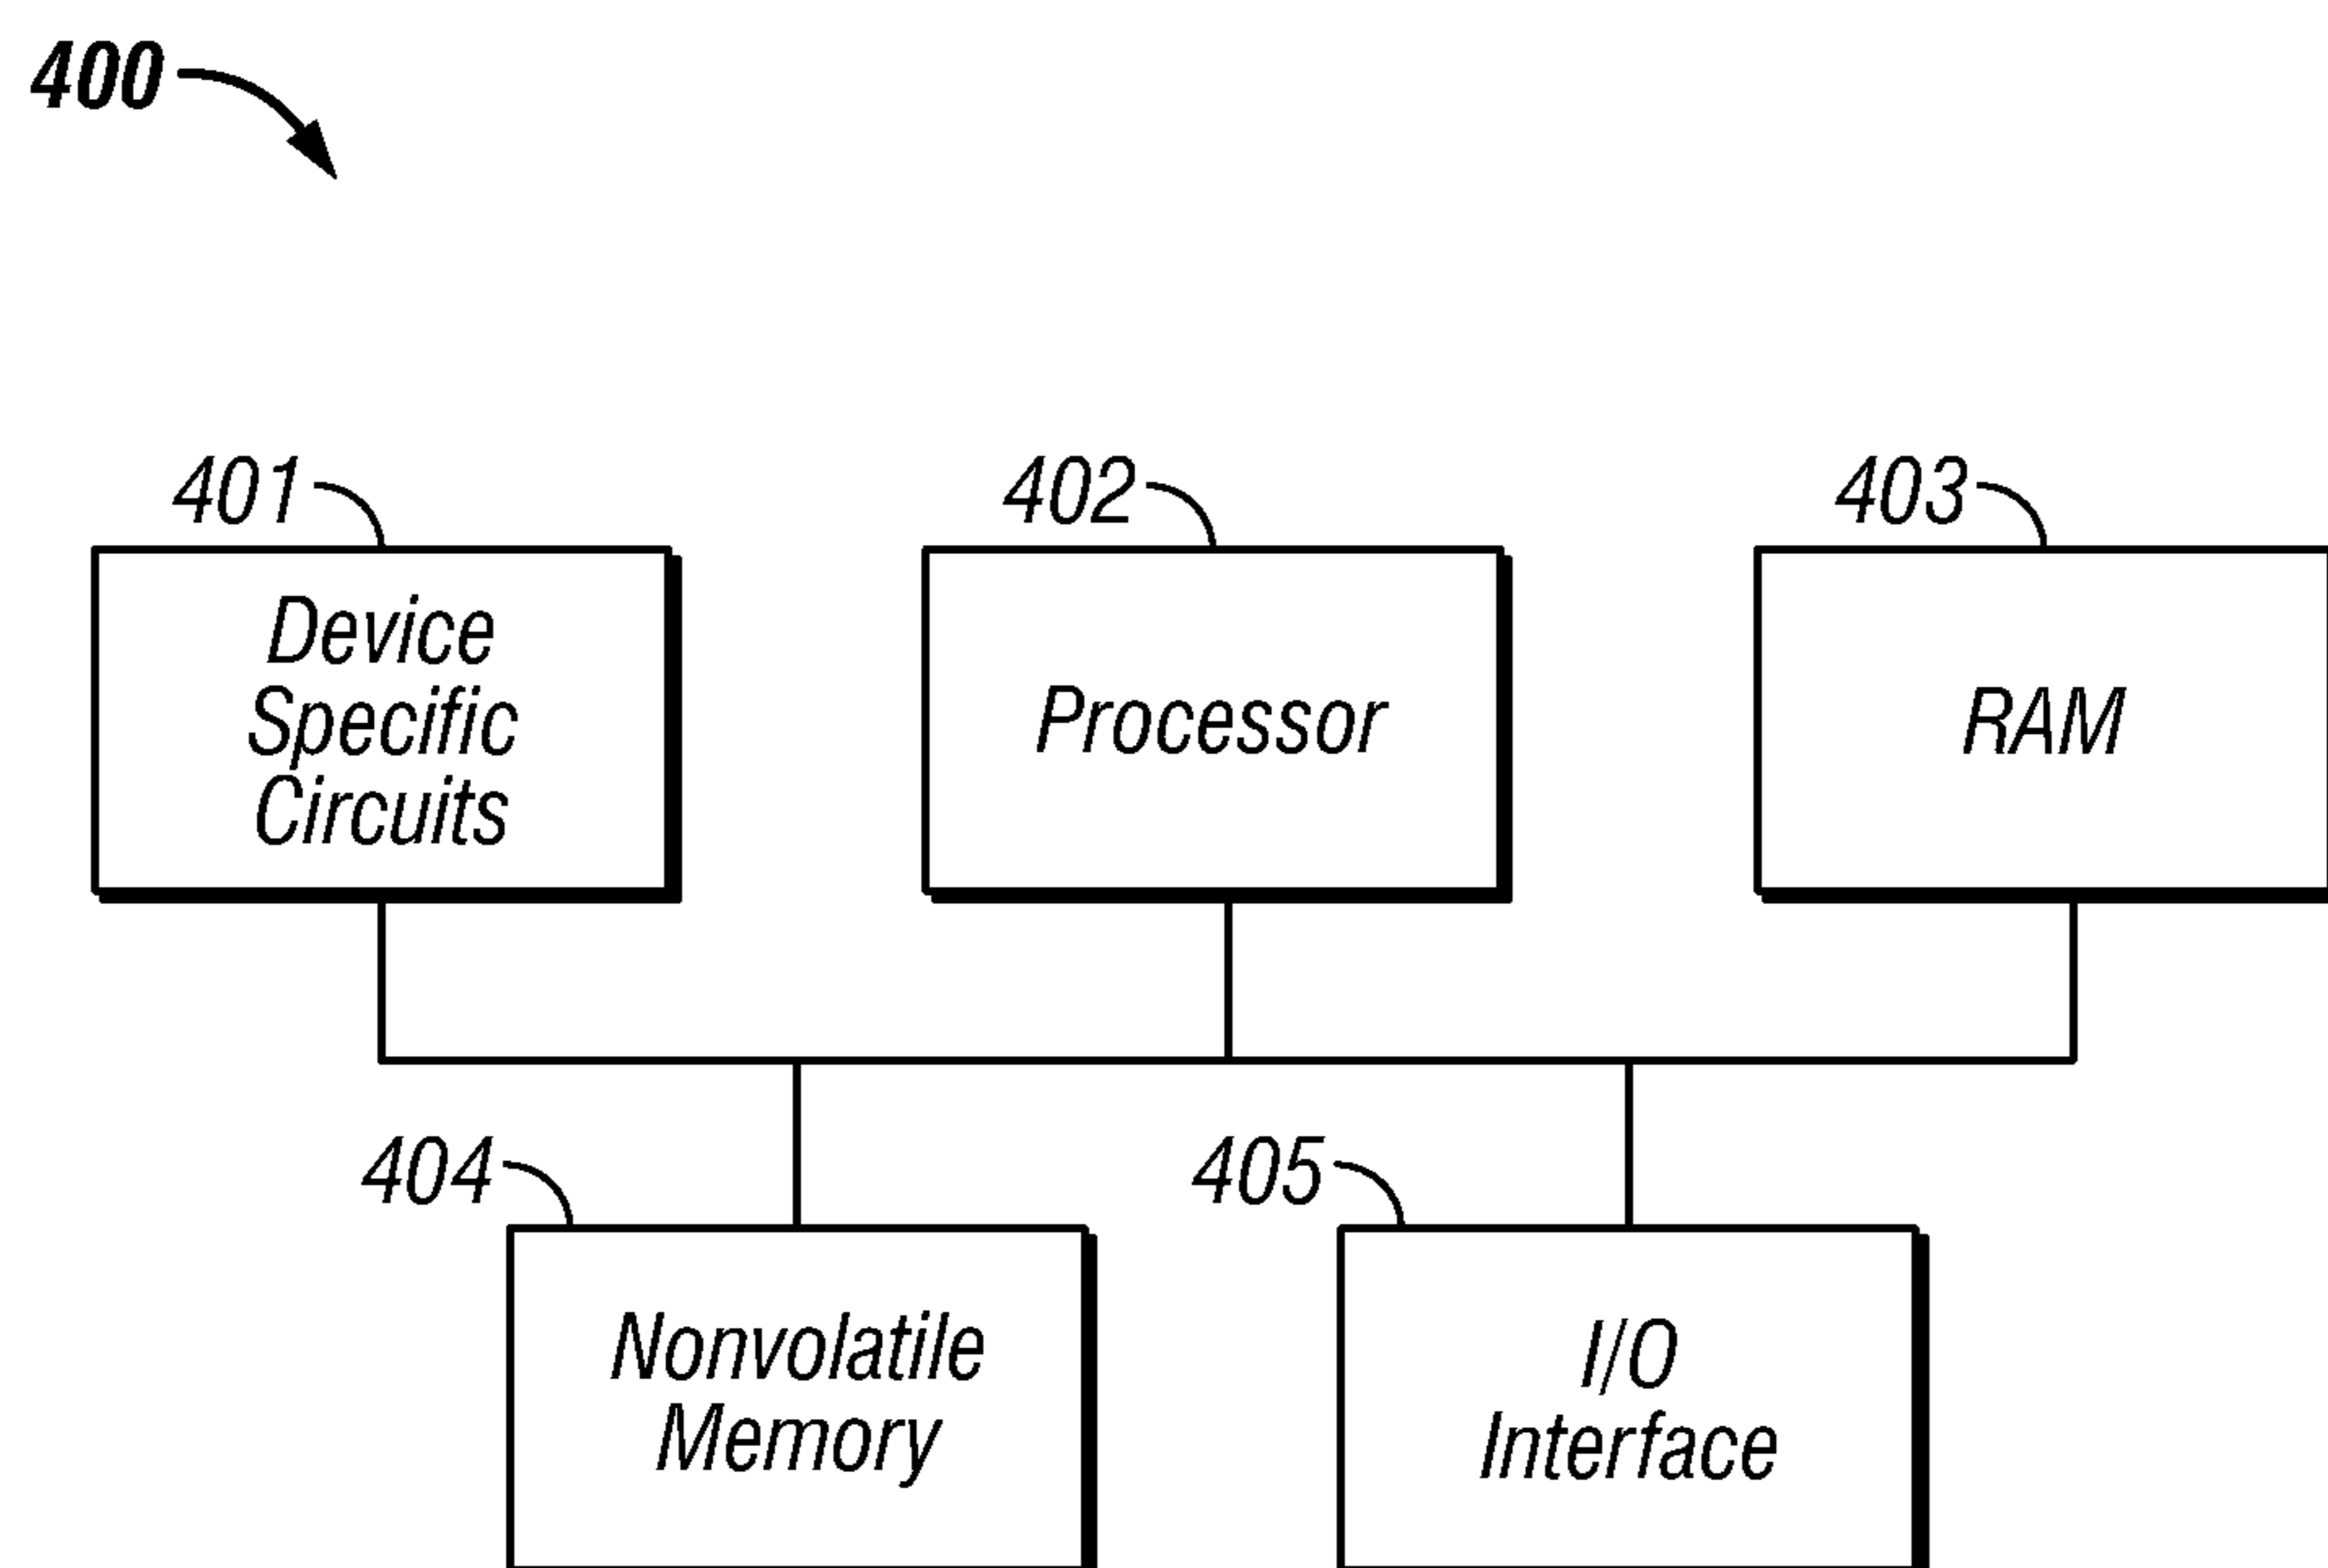 400
401
402
403
Device
Specific
Circuits
Processor
RAM
404
405
Nonvolatile
Memory
I/O
Interface